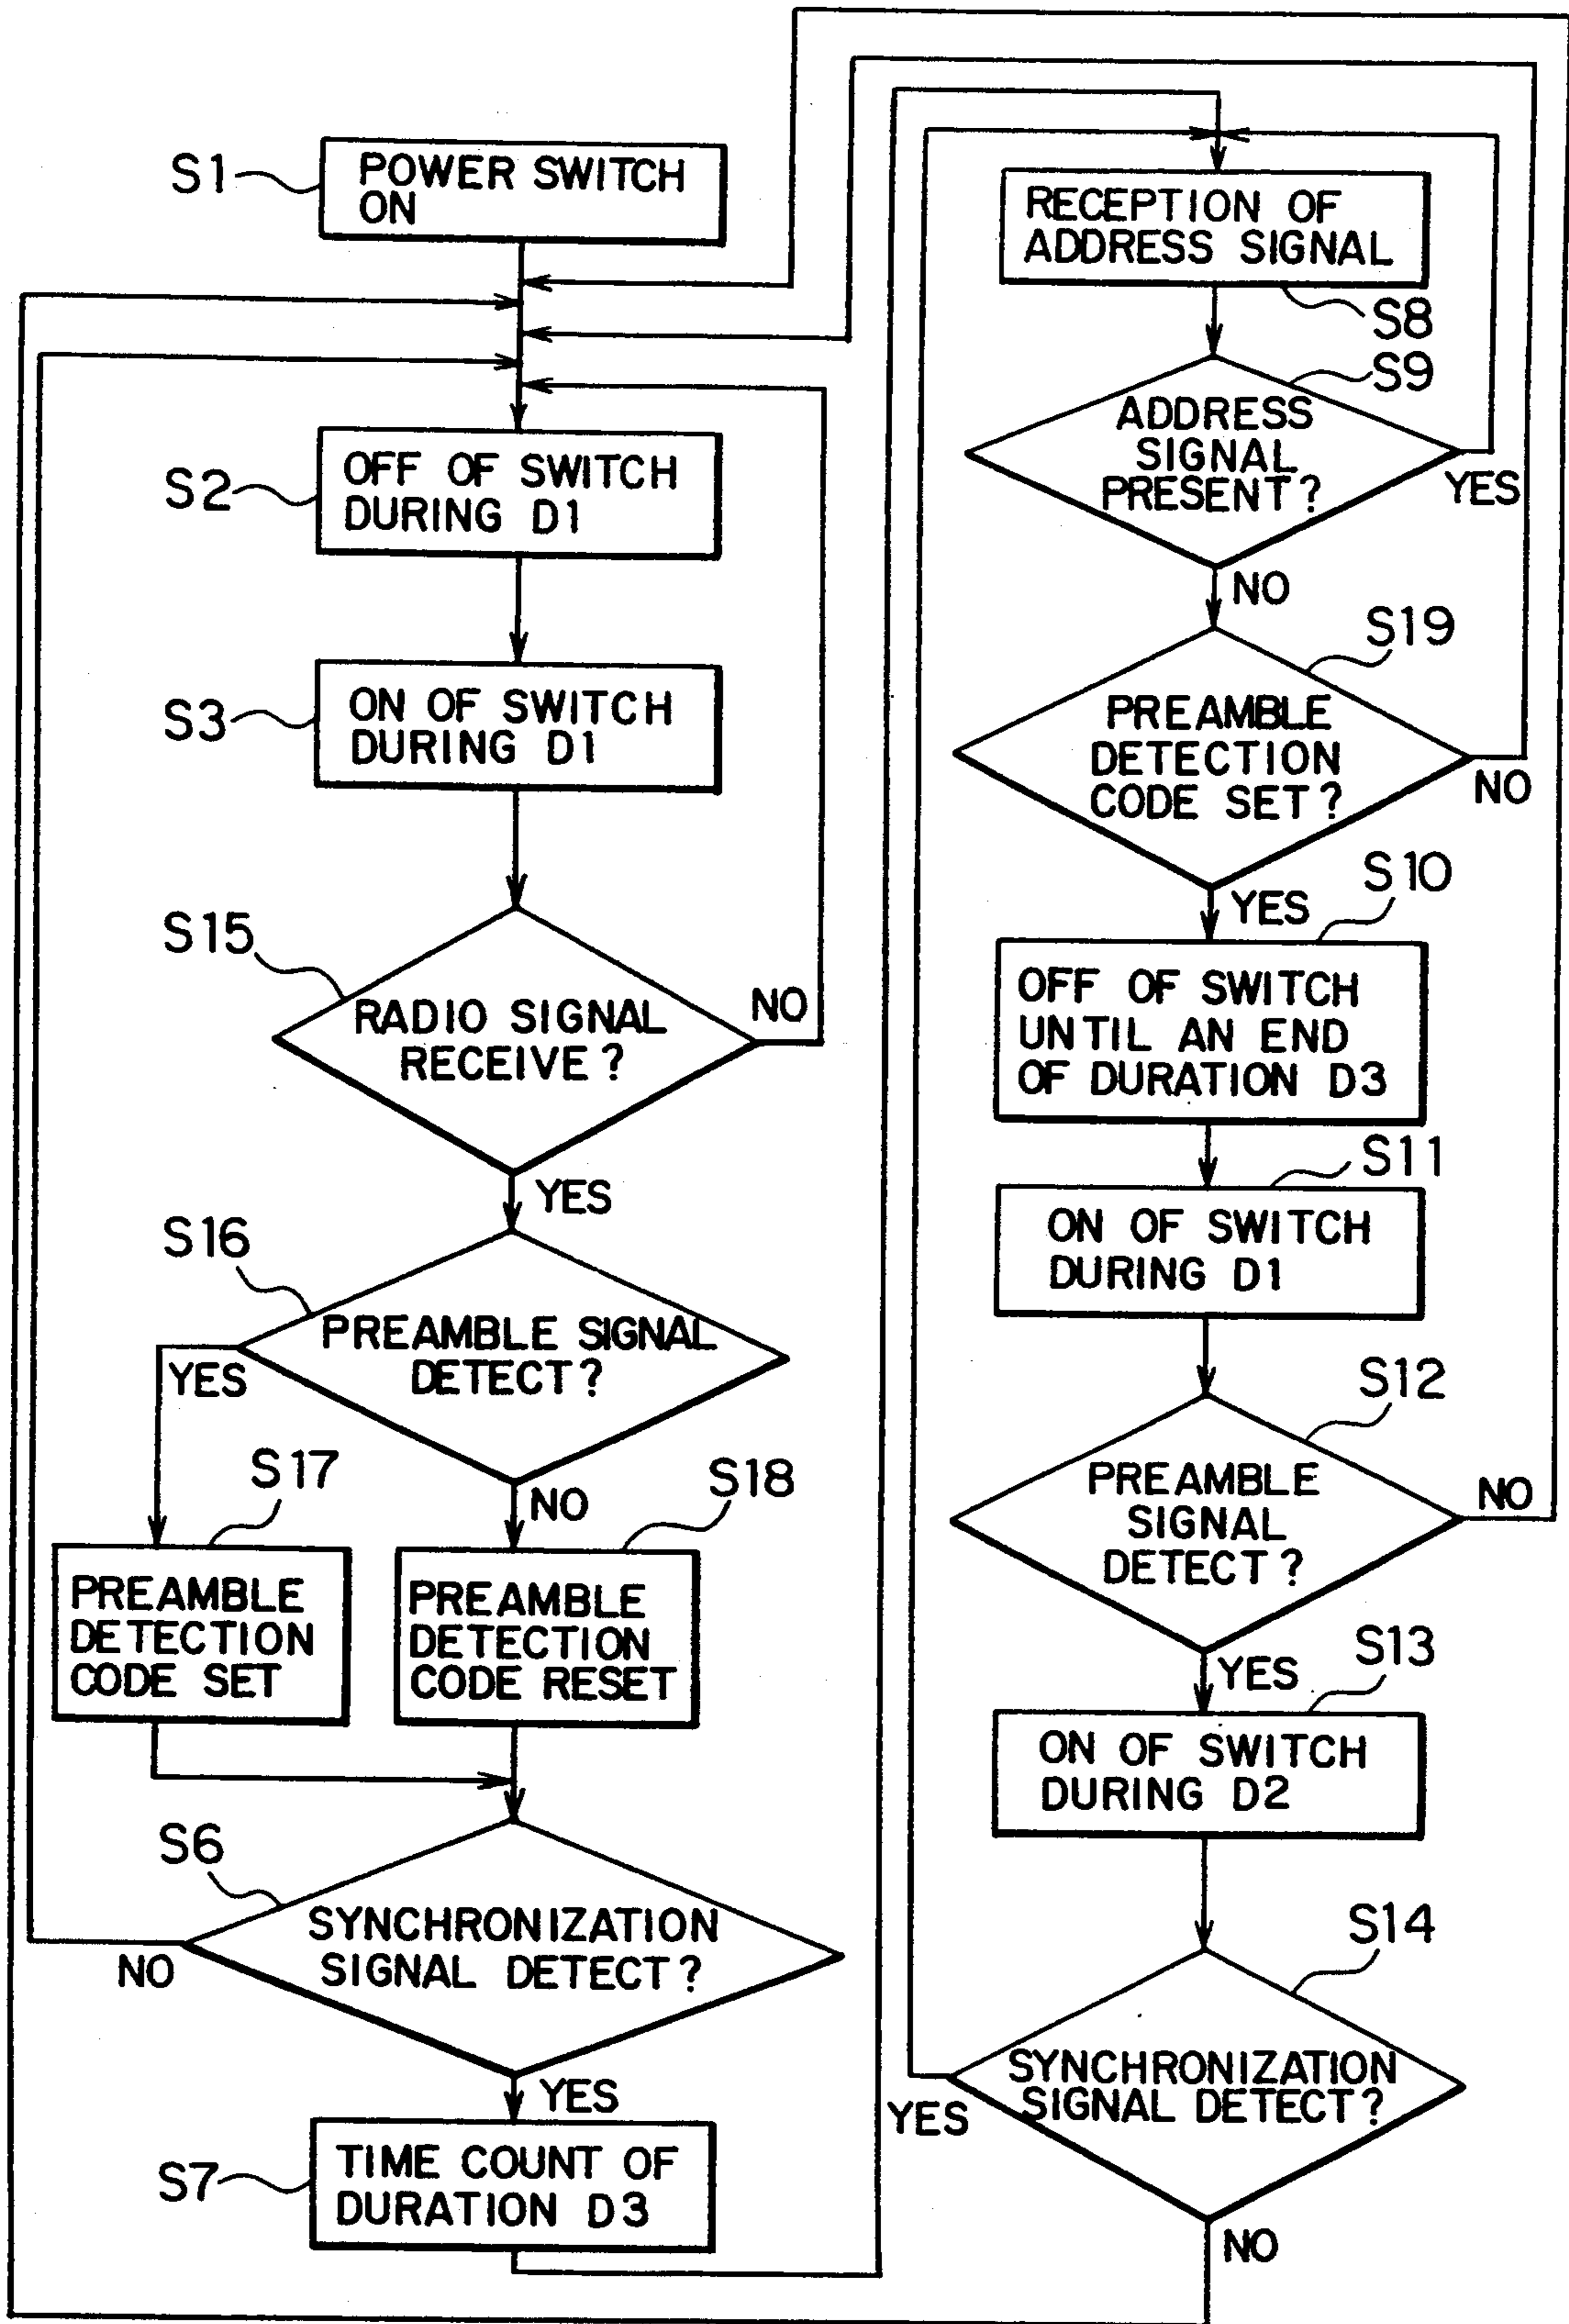 S1
POWER SWITCH
ON
S2
OFF OF SWITCH
DURING D1
S3
ON OF SWITCH
DURING D1
S15
RADIO SIGNAL
RECEIVE?
NO
YES
S16
PREAMBLE SIGNAL
DETECT?
YES
NO
S17
PREAMBLE
DETECTION
CODE SET
S18
PREAMBLE
DETECTION
CODE RESET
S6
SYNCHRONIZATION
SIGNAL DETECT?
NO
YES
S7
TIME COUNT OF
DURATION D3
RECEPTION OF
ADDRESS SIGNAL
S8
S9
ADDRESS
SIGNAL
PRESENT?
YES
NO
S19
PREAMBLE
DETECTION
CODE SET?
NO
YES
S10
OFF OF SWITCH
UNTIL AN END
OF DURATION D3
S11
ON OF SWITCH
DURING D1
S12
PREAMBLE
SIGNAL
DETECT?
NO
YES
S13
ON OF SWITCH
DURING D2
S14
SYNCHRONIZATION
SIGNAL DETECT?
YES
NO